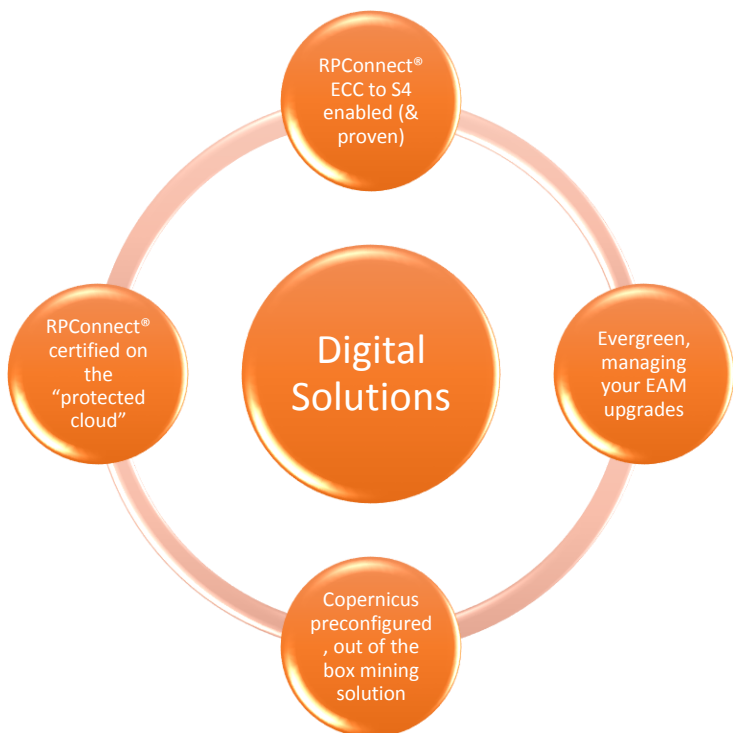 RPConnect®
ECC to S4
enabled (&
proven)
Digital
Solutions
Evergreen,
managing
your EAM
upgrades
Copernicus
preconfigured
, out of the
box mining
solution
RPConnect®
certified on
the
“protected
cloud”